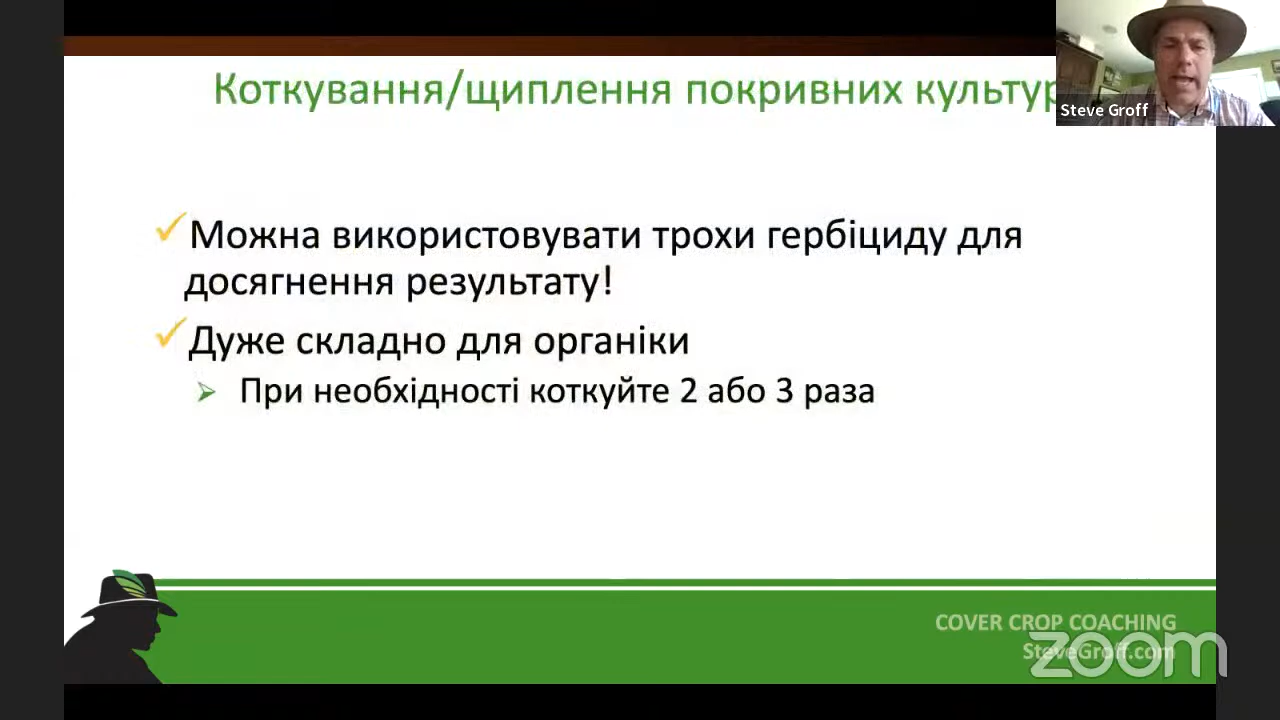 Коткування/щиплення покривних культур
Steve Groff
Можна використовувати трохи гербіциду для
досягнення результату!
Дуже складно для органіки
При необхідності коткуйте 2 або 3 раза
COVER CROP COACHING
SteveGroff.com
zoom